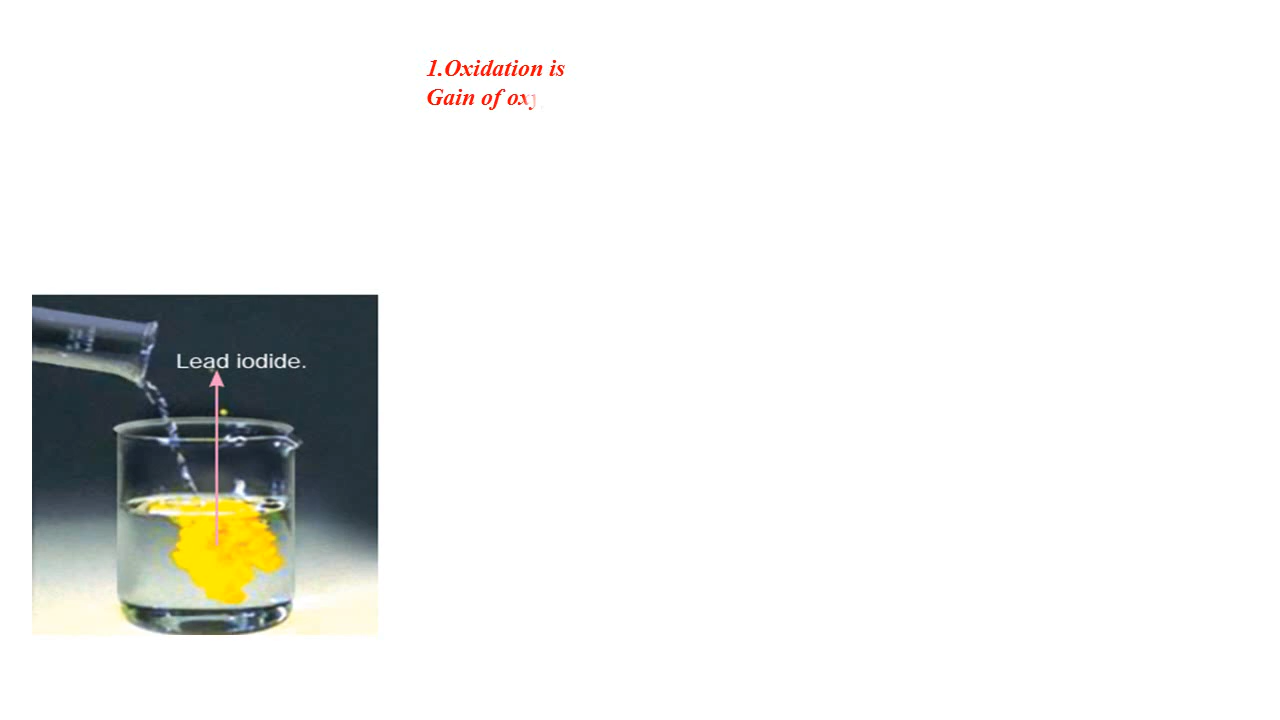 1.Oxidation is
Gain of
Lead iodide.